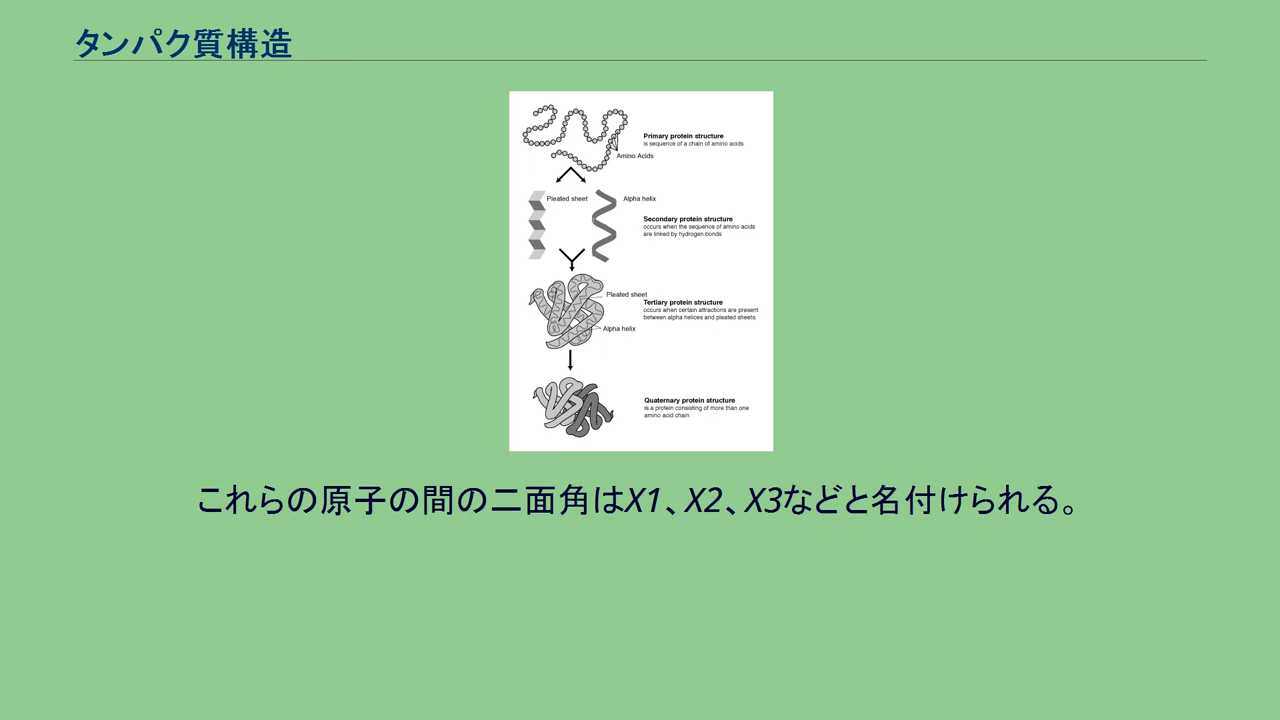 タンパク質構造
Primary protein structure
is sequence of a chain of amino acids
Amino Acids
Pleated sheet
Alpha helix
Secondary protein structure
occurs when the sequence of amino acids
are linked by hydrogen bonds
Pleated sheet
Tertiary protein structure
occurs when certain attractions are present
between alpha helices and pleated sheets.
Alpha helix
Quaternary protein structure
is a protein consisting of more than one
amino acid chain.
これらの原子の間の二面角はX1、X2、X3などと名付けられる。